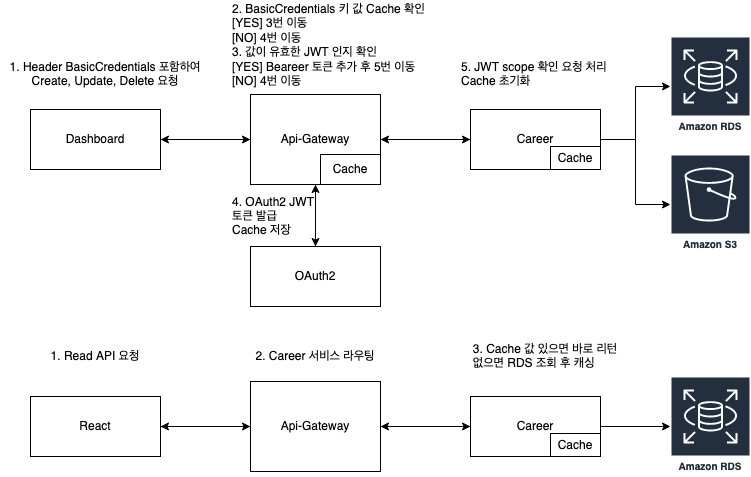 2. BasicCredentials 키 값 Cache 확인
[YES] 3번 이동
[NO] 4번 이동
3. 값이 유효한 JWT 인지 확인
[YES] Beareer 토큰 추가 후 5번 이동
[NO] 4번 이동
1. Header BasicCredentials 포함하여
Create, Update, Delete 요청
5. JWT scope 확인 요청 처리
Cache 초기화
Dashboard
Api-Gateway
Cache
Career
Cache
Amazon RDS
4. OAuth2 JWT
토큰 발급
Cache 저장
Amazon S3
OAuth2
1. Read API 요청
2. Career 서비스 라우팅
3. Cache 값 있으면 바로 리턴
없으면 RDS 조회 후 캐싱
React
Api-Gateway
Career
Cache
Amazon RDS